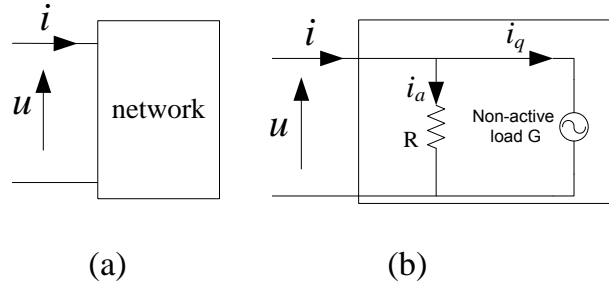 i
u
network
(a)
i
i_q
u
i_a
R
Non-active
load G
(b)